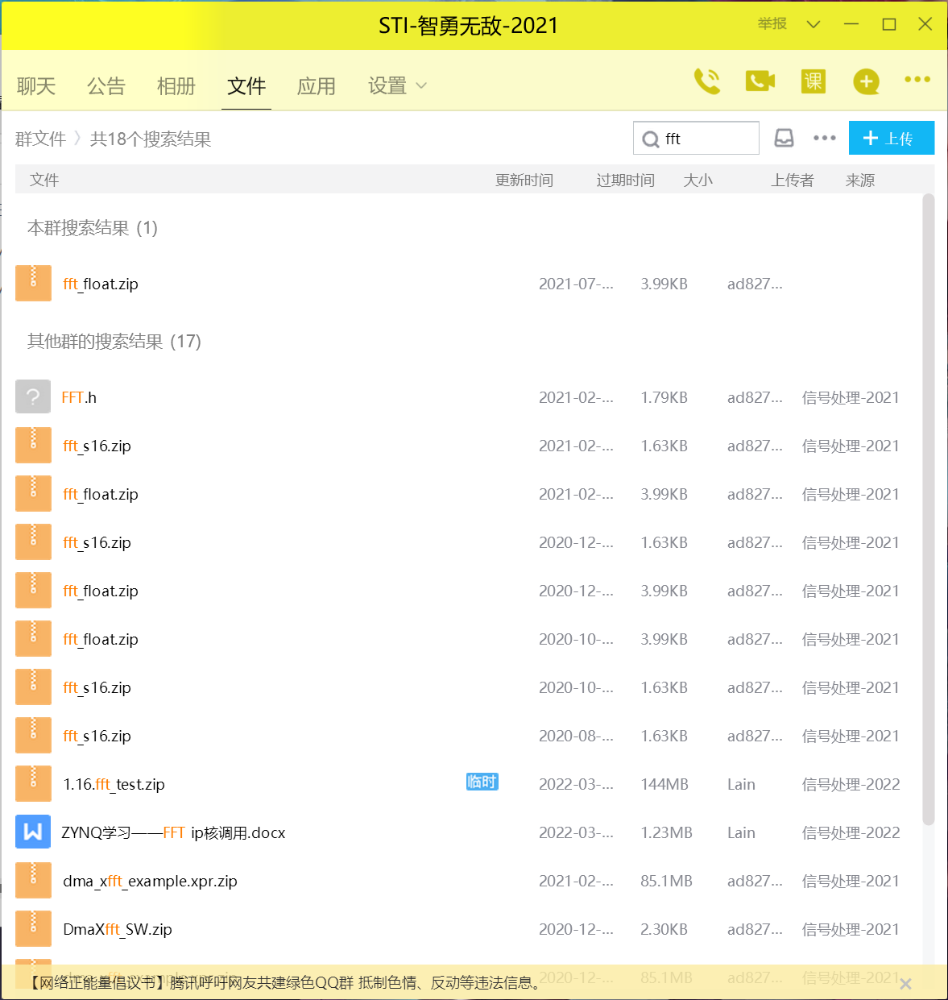 STI-智勇无敌-2021
举报
聊天 公告 相册 文件 应用 设置 课
群文件 〉 共18个搜索结果 fft + 上传
文件 更新时间 过期时间 大小 上传者 来源
本群搜索结果 (1)
fft_float.zip 2021-07-... 3.99KB ad827...
其他群的搜索结果 (17)
FFT.h 2021-02-... 1.79KB ad827... 信号处理-2021
fft_s16.zip 2021-02-... 1.63KB ad827... 信号处理-2021
fft_float.zip 2021-02-... 3.99KB ad827... 信号处理-2021
fft_s16.zip 2020-12-... 1.63KB ad827... 信号处理-2021
fft_float.zip 2020-12-... 3.99KB ad827... 信号处理-2021
fft_float.zip 2020-10-... 3.99KB ad827... 信号处理-2021
fft_s16.zip 2020-10-... 1.63KB ad827... 信号处理-2021
fft_s16.zip 2020-08-... 1.63KB ad827... 信号处理-2021
1.16.fft_test.zip 临时 2022-03-... 144MB Lain 信号处理-2022
ZYNQ学习——FFT ip核调用.docx 2022-03-... 1.23MB Lain 信号处理-2022
dma_xfft_example.xpr.zip 2021-02-... 85.1MB ad827... 信号处理-2021
DmaXfft_SW.zip 2020-12-... 2.30KB ad827... 信号处理-2021
2020-12-... 85.1MB ad827... 信号处理-2021
【网络正能量倡议书】腾讯呼吁网友共建绿色QQ群 抵制色情、反动等违法信息。